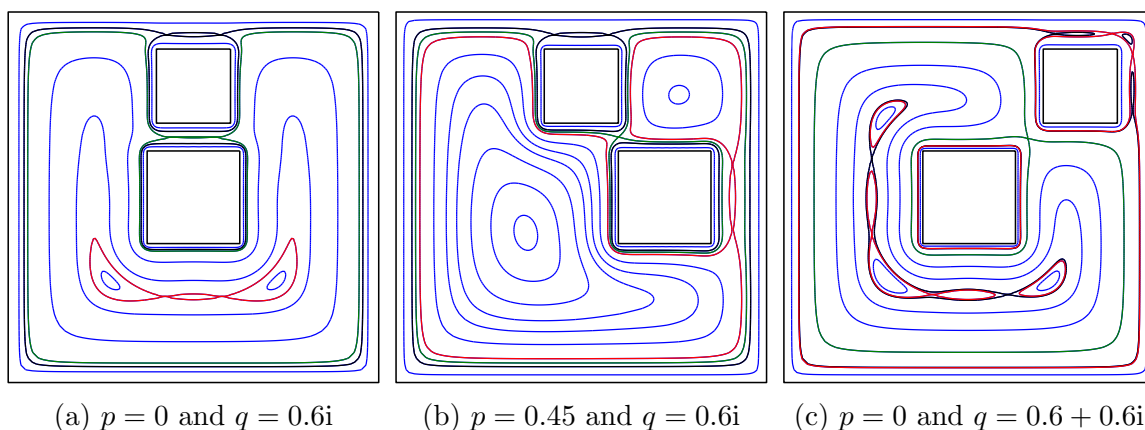 (a) p = 0 and q = 0.6i (b) p = 0.45 and q = 0.6i (c) p = 0 and q = 0.6 + 0.6i